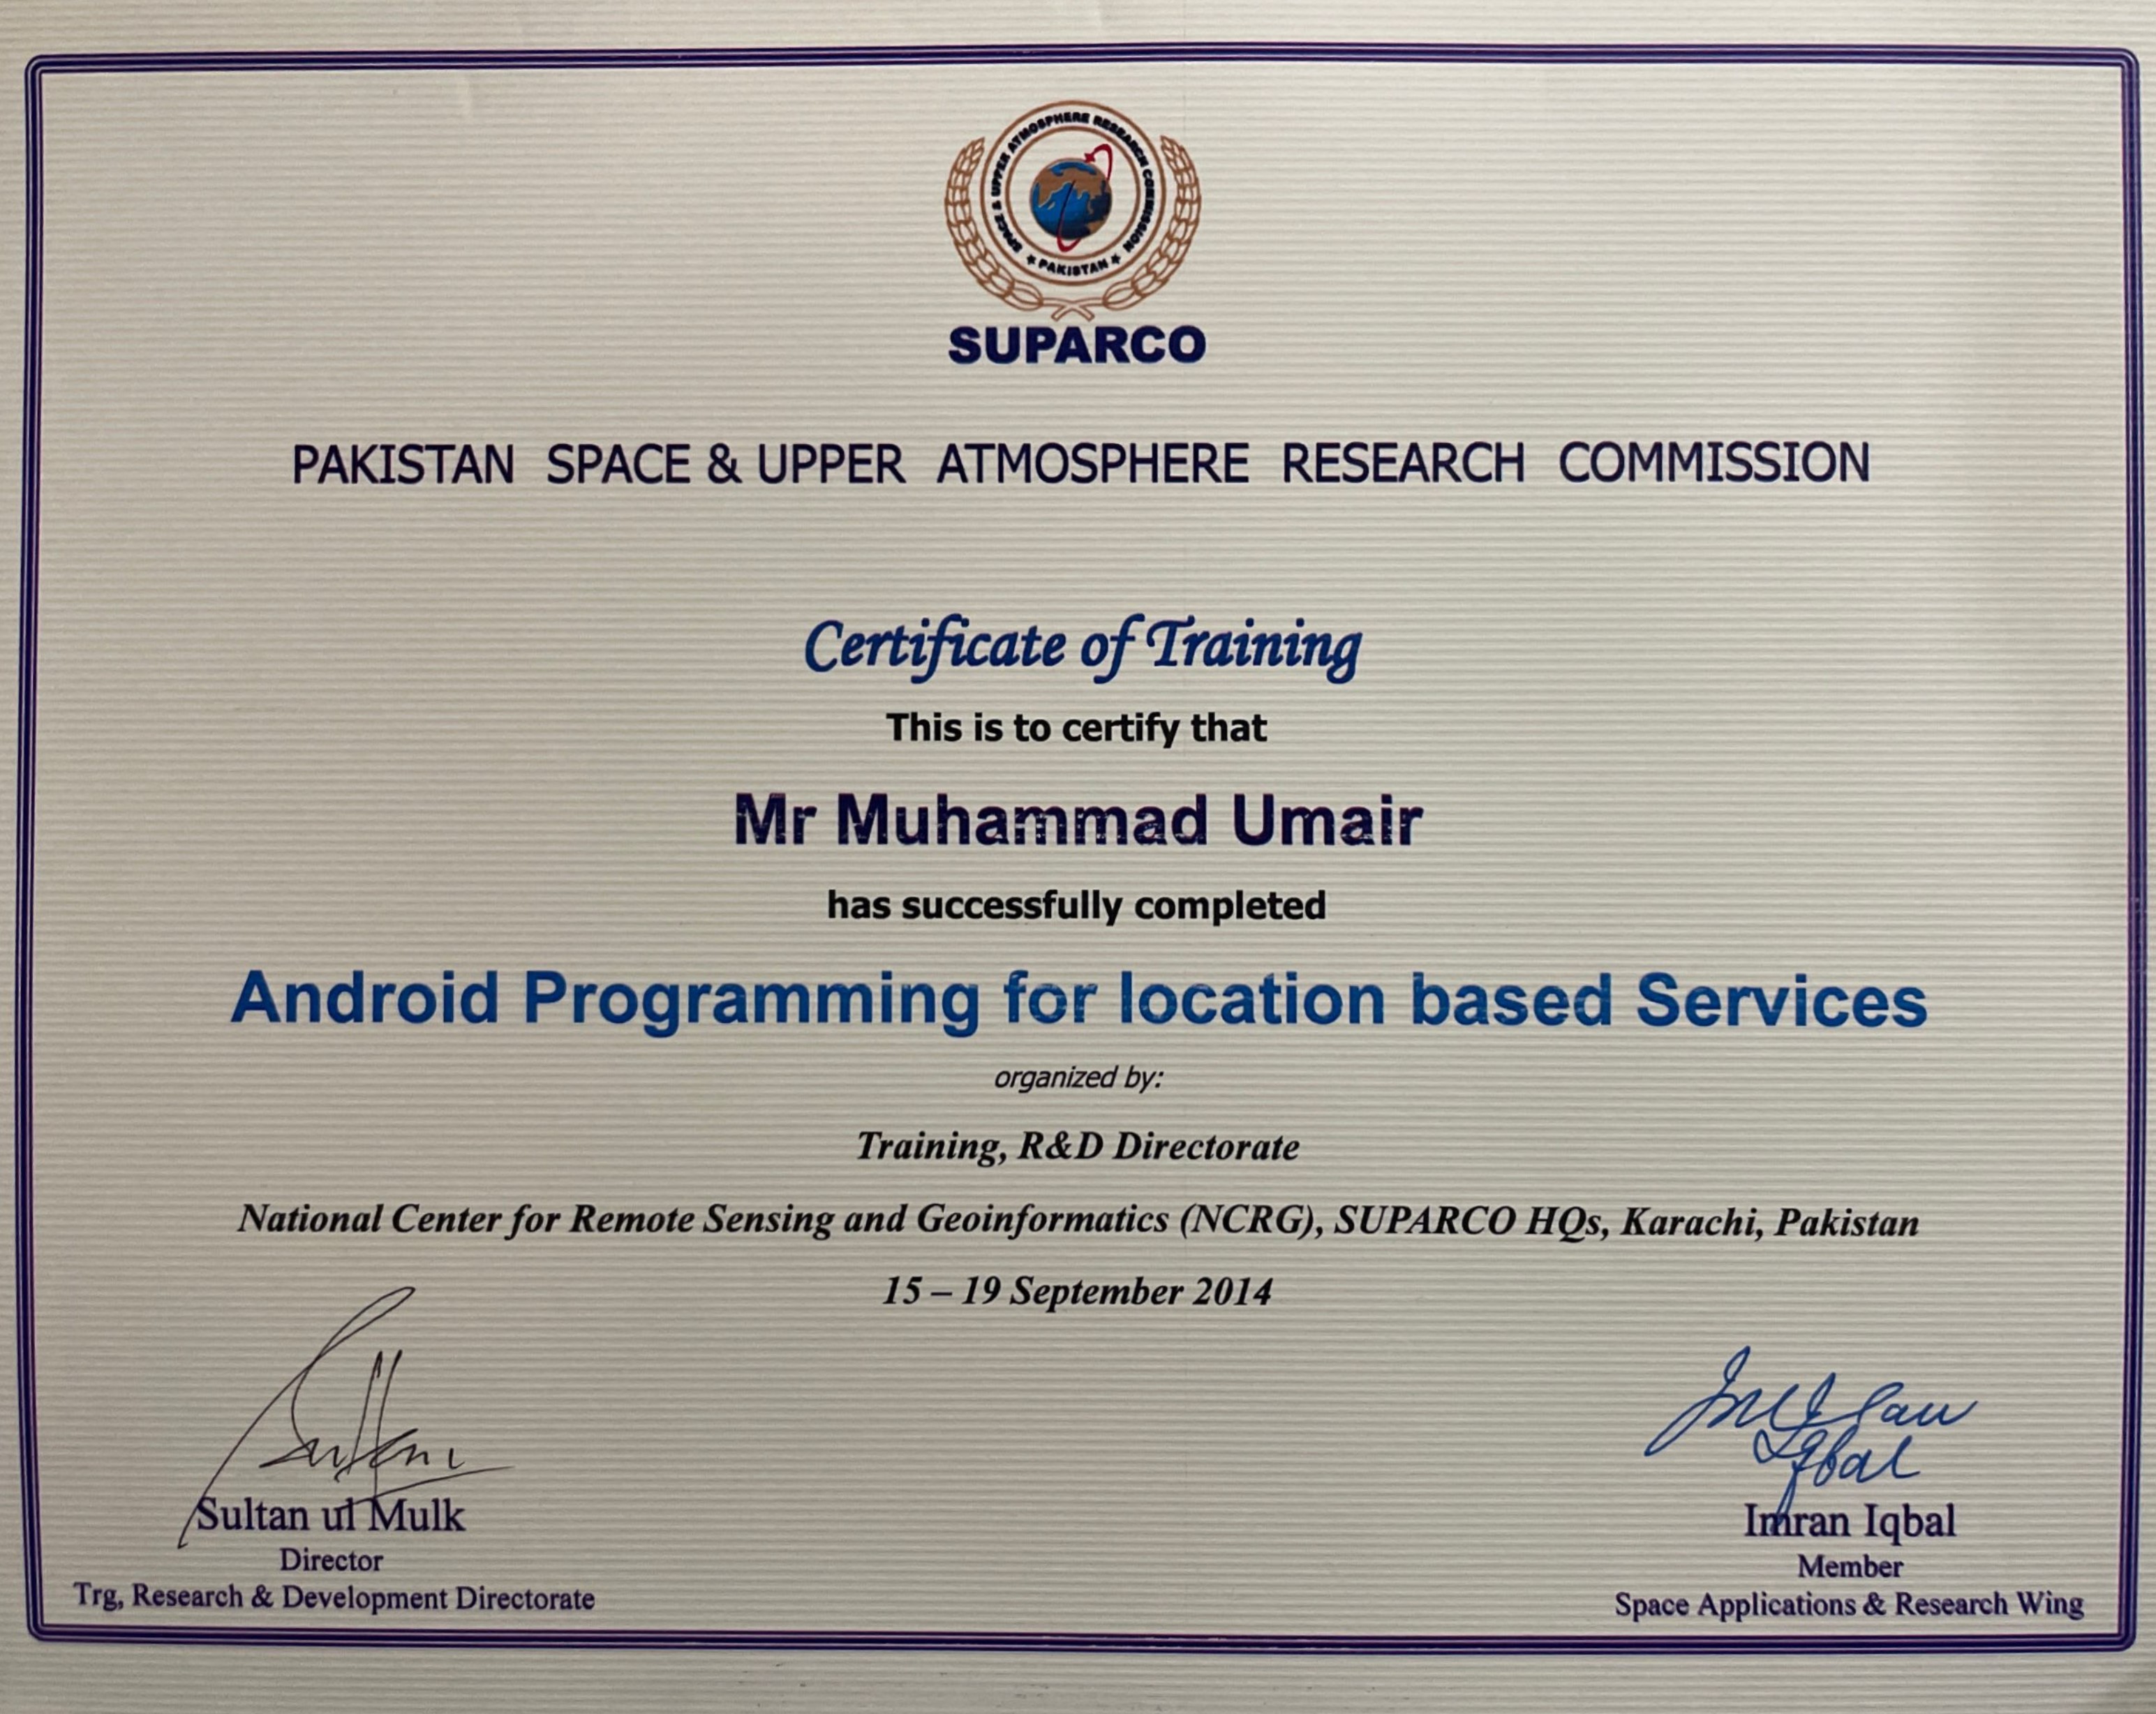 SPACE & UPPER ATMOSPHERE RESEARCH COMMISSION
★ PAKISTAN ★
SUPARCO
PAKISTAN SPACE & UPPER ATMOSPHERE RESEARCH COMMISSION
Certificate of Training
This is to certify that
Mr Muhammad Umair
has successfully completed
Android Programming for location based Services
organized by:
Training, R&D Directorate
National Center for Remote Sensing and Geoinformatics (NCRG), SUPARCO HQs, Karachi, Pakistan
15 – 19 September 2014
Sultan ul Mulk
Director
Trg, Research & Development Directorate
Imran
Iqbal
Imran Iqbal
Member
Space Applications & Research Wing